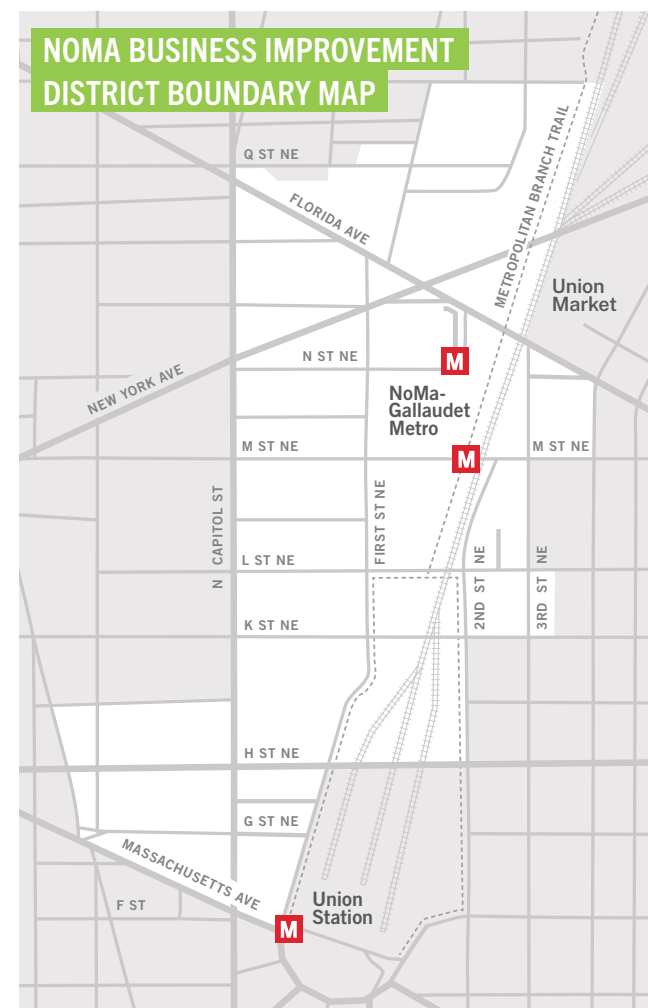 NOMA BUSINESS IMPROVEMENT
DISTRICT BOUNDARY MAP
Q ST NE
FLORIDA AVE
METROPOLITAN BRANCH TRAIL
Union
Market
N ST NE
M
NEW YORK AVE
NoMa-
Gallaudet
Metro
M ST NE
M
M ST NE
N CAPITOL ST
FIRST ST NE
L ST NE
2ND ST NE
3RD ST NE
K ST NE
H ST NE
G ST NE
MASSACHUSETTS AVE
F ST
Union
Station
M